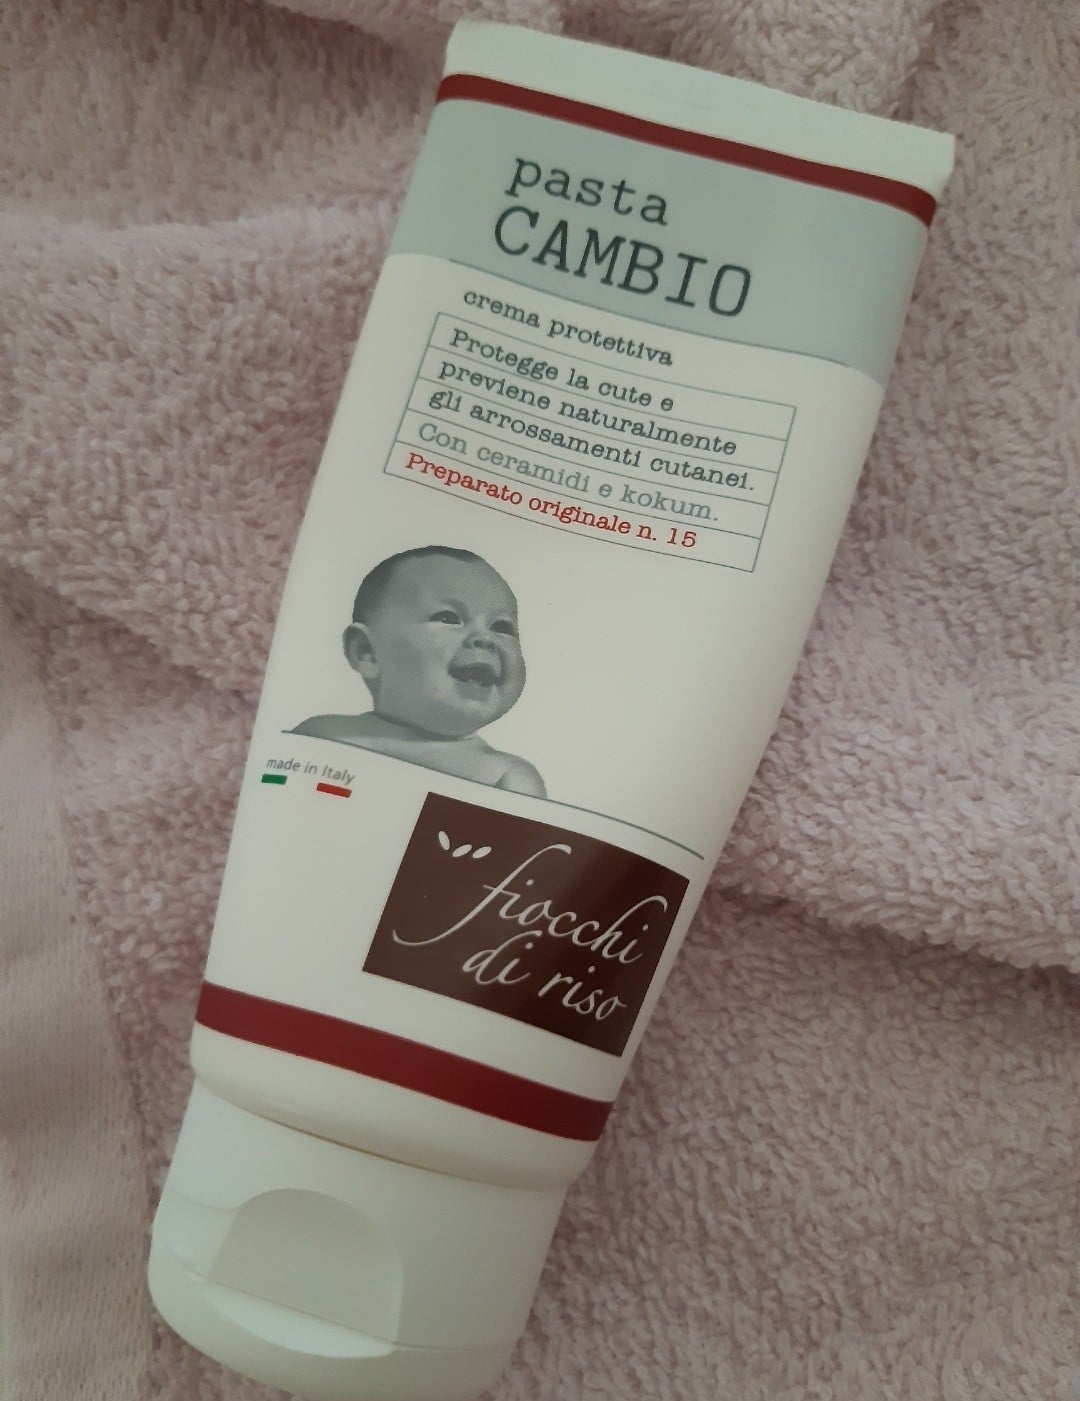 pasta
CAMBIO
crema protettiva
Protegge la cute e
previene naturalmente
gli arrossamenti cutanei.
Con ceramidi e kokum.
Preparato originale n. 15
made in Italy
fiocchi
di riso